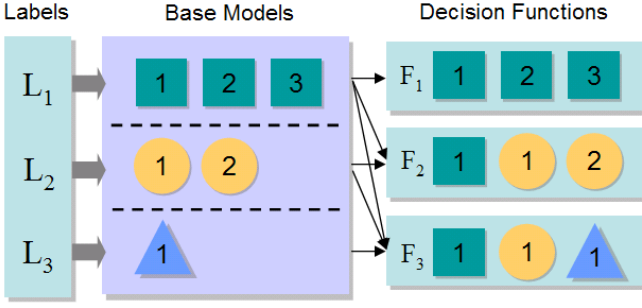 Labels Base Models Decision Functions
L1 1 2 3 F1 1 2 3
L2 1 2 F2 1 1 2
L3 1 F3 1 1 1